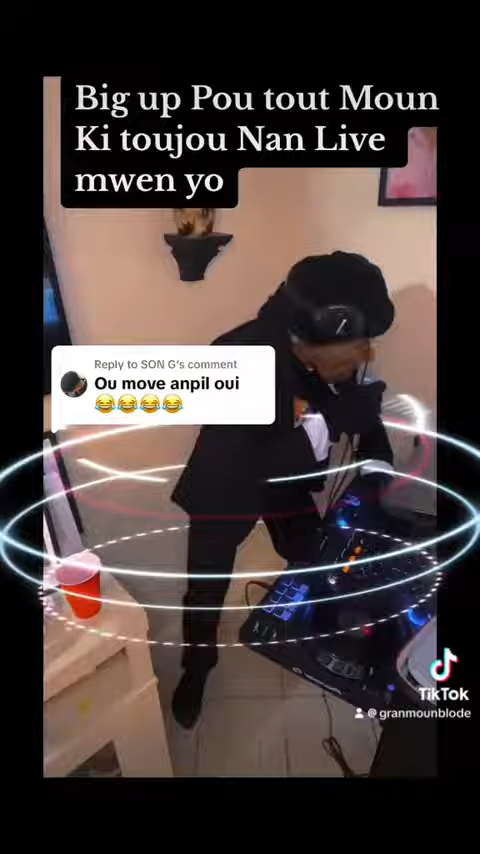 Big up Pou tout Moun
Ki toujou Nan Live
mwen yo
Reply to SON G's comment
Ou move anpil oui
😂😂😂😂
TikTok
@granmounblode